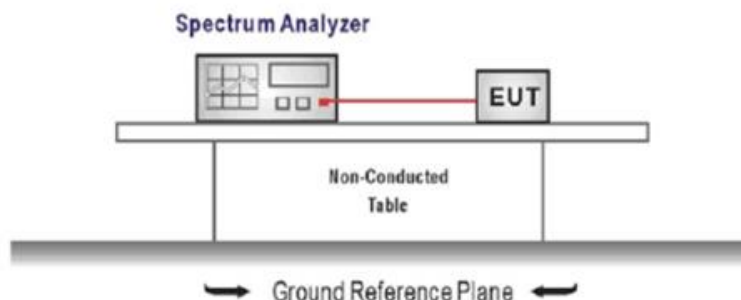 Spectrum Analyzer
EUT
Non-Conducted
Table
Ground Reference Plane